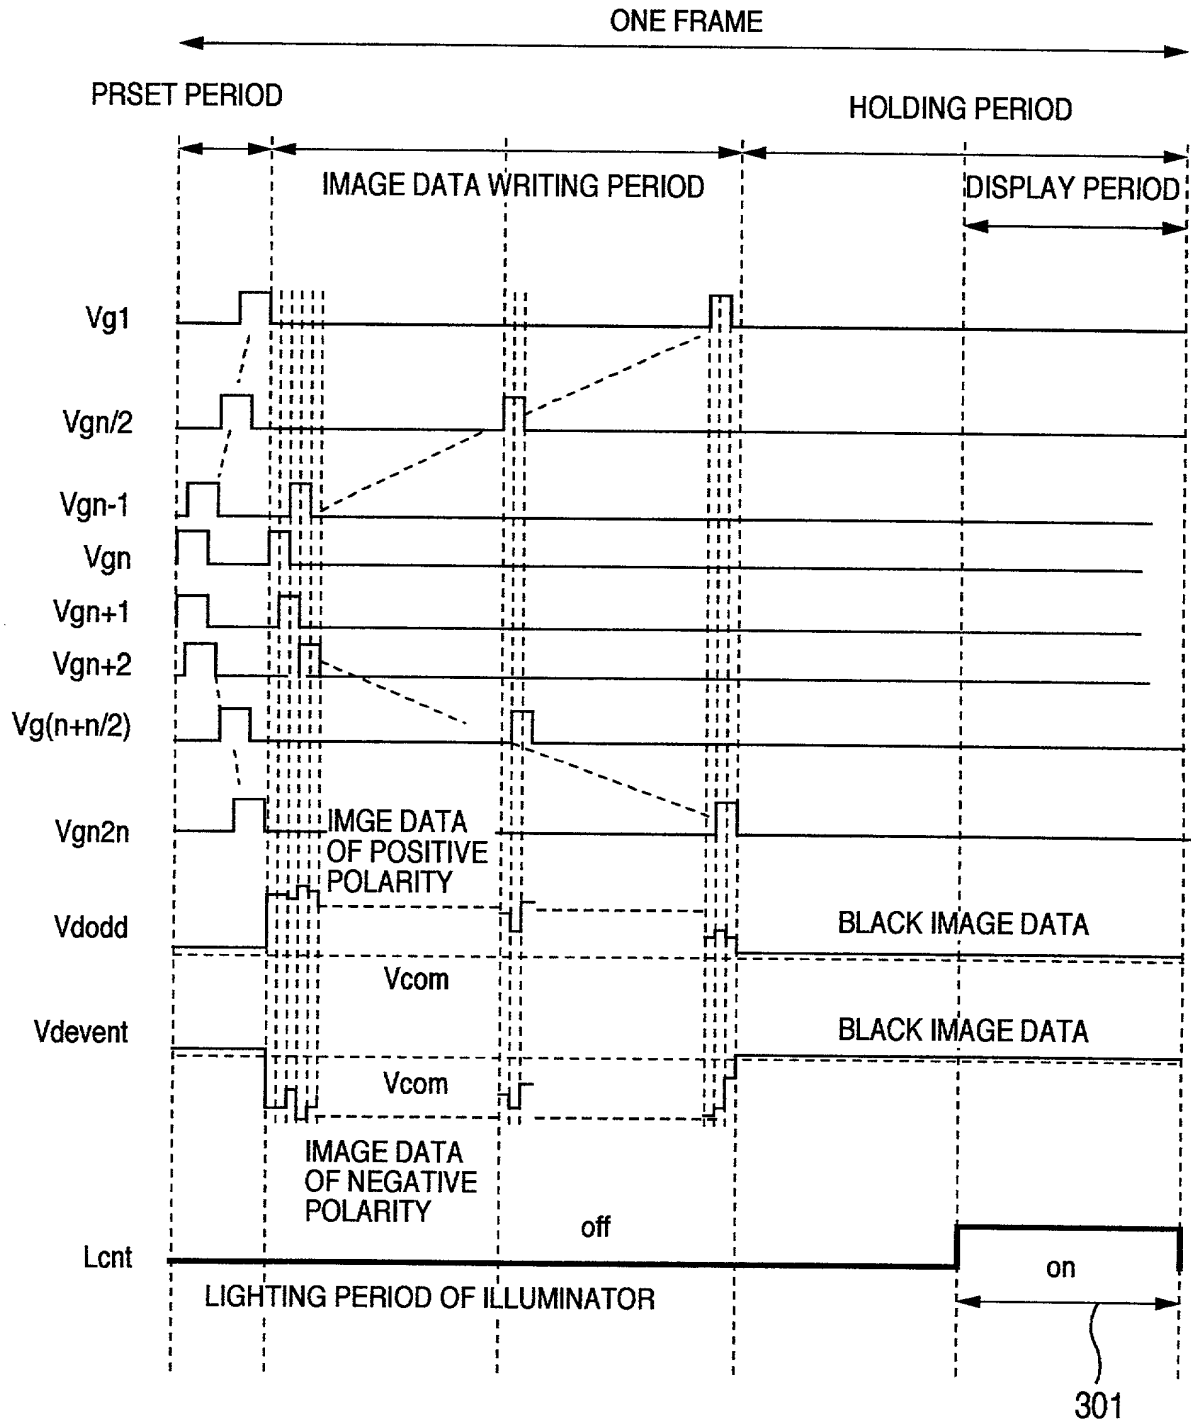 ONE FRAME
PRSET PERIOD
HOLDING PERIOD
IMAGE DATA WRITING PERIOD
DISPLAY PERIOD
Vg1
Vgn/2
Vgn-1
Vgn
Vgn+1
Vgn+2
Vg(n+n/2)
Vgn2n
IMGE DATA
OF POSITIVE
POLARITY
Vdodd
BLACK IMAGE DATA
Vcom
Vdevent
BLACK IMAGE DATA
Vcom
IMAGE DATA
OF NEGATIVE
POLARITY
off
Lcnt
on
LIGHTING PERIOD OF ILLUMINATOR
301